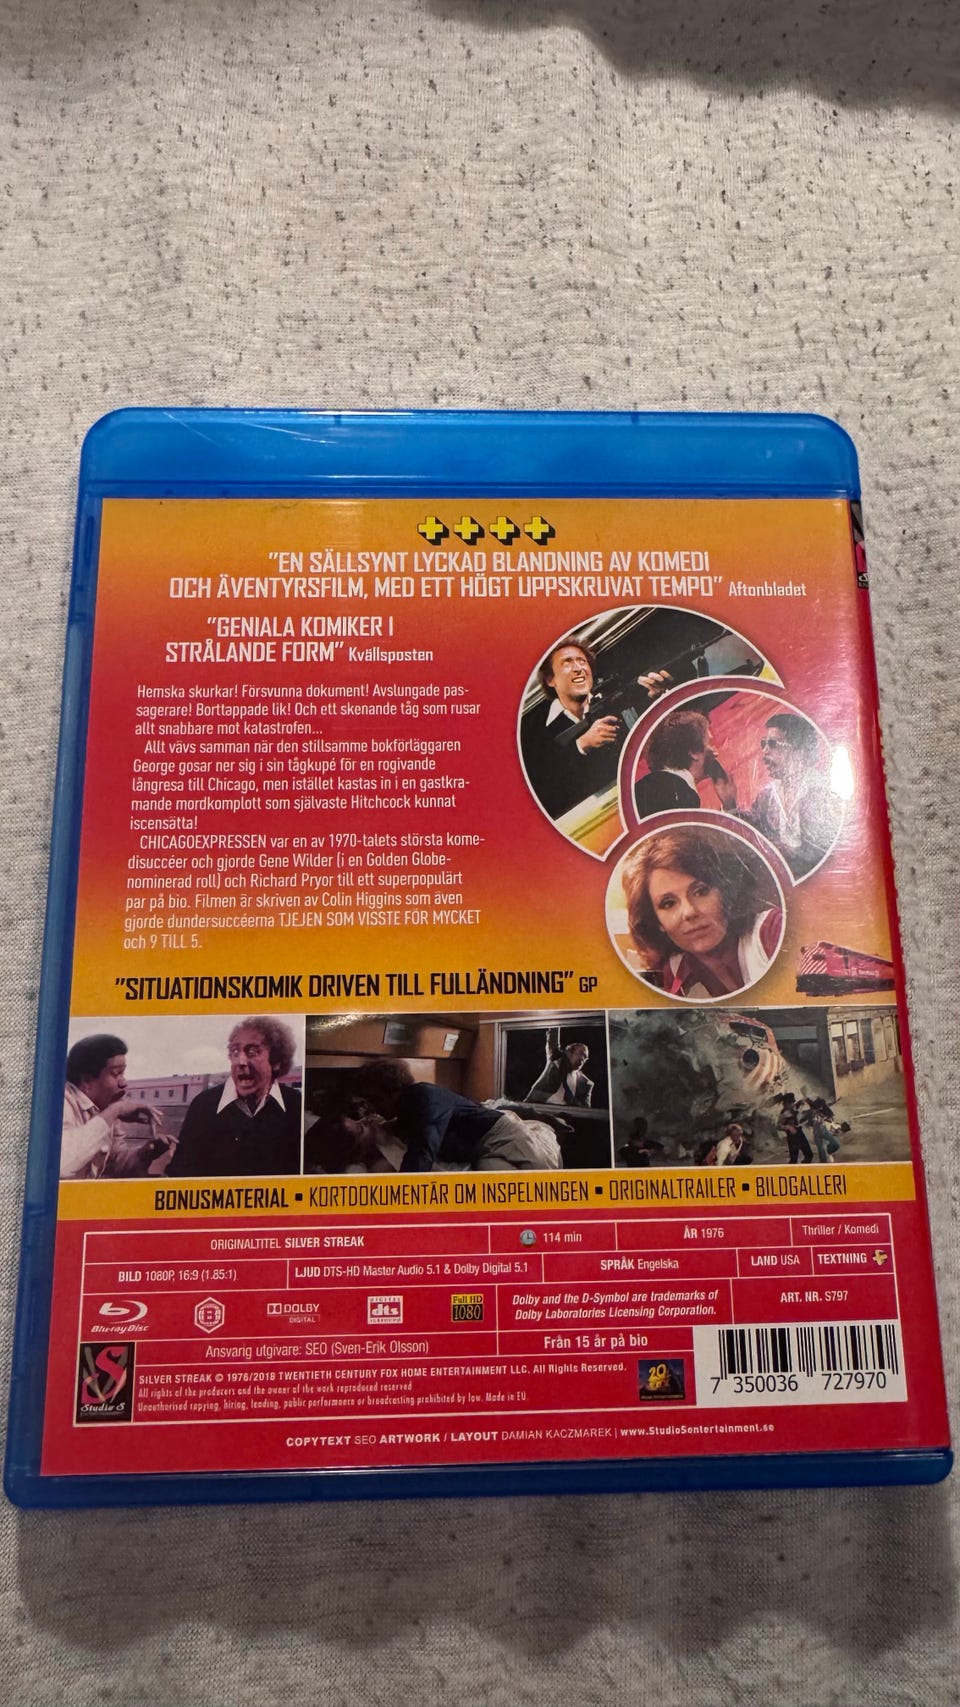 "EN SÄLLSYNT LYCKAD BLANDNING AV KOMEDI
OCH ÄVENTYRSFILM, MED ETT HÖGT UPPSKRUVAT TEMPO" Aftonbladet
"GENIALA KOMIKER I
STRÅLANDE FORM" Kvällsposten
Hemska skurkar! Försvunna dokument! Avslungade pas-
sagerare! Borttappade lik! Och ett skenande tåg som rusar
allt snabbare mot katastrofen...
Allt vävs samman när den stillsamme bokförläggaren
George gosar ner sig i sin tågkupé för en rogivande
långresa till Chicago, men istället kastas in i en gastkra-
mande mordkomplott som självaste Hitchcock kunnat
iscensätta!
CHICAGOEXPRESSEN var en av 1970-talets största kome-
disuccéer och gjorde Gene Wilder (i en Golden Globe-
nominerad roll) och Richard Pryor till ett superpopulärt
par på bio. Filmen är skriven av Colin Higgins som även
gjorde dundersuccéerna TJEJEN SOM VISSTE FÖR MYCKET
och 9 TILL 5.
"SITUATIONSKOMIK DRIVEN TILL FULLÄNDNING" GP
BONUSMATERIAL • KORTDOKUMENTÄR OM INSPELNINGEN • ORIGINALTRAILER • BILDGALLERI
ORIGINALTITEL SILVER STREAK 114 min ÅR 1976 Thriller / Komedi
BILD 1080P, 16:9 (1.85:1) LJUD DTS-HD Master Audio 5.1 & Dolby Digital 5.1 SPRÅK Engelska LAND USA TEXTNING
Blu-ray Disc B DOLBY DIGITAL DIGITAL dts SURROUND Full HD 1080 Dolby and the D-Symbol are trademarks of
Dolby Laboratories Licensing Corporation. ART. NR. S797
Ansvarig utgivare: SEO (Sven-Erik Olsson) Från 15 år på bio
Studio S
ENTERTAINMENT
SILVER STREAK © 1976/2018 TWENTIETH CENTURY FOX HOME ENTERTAINMENT LLC. All Rights Reserved.
All rights of the producers and the owner of the work reproduced reserved
Unauthorised copying, hiring, lending, public performance or broadcasting prohibited by law. Made in EU.
20 FOX
7 350036 727970
COPYTEXT SEO ARTWORK / LAYOUT DAMIAN KACZMAREK | www.StudioSentertainment.se